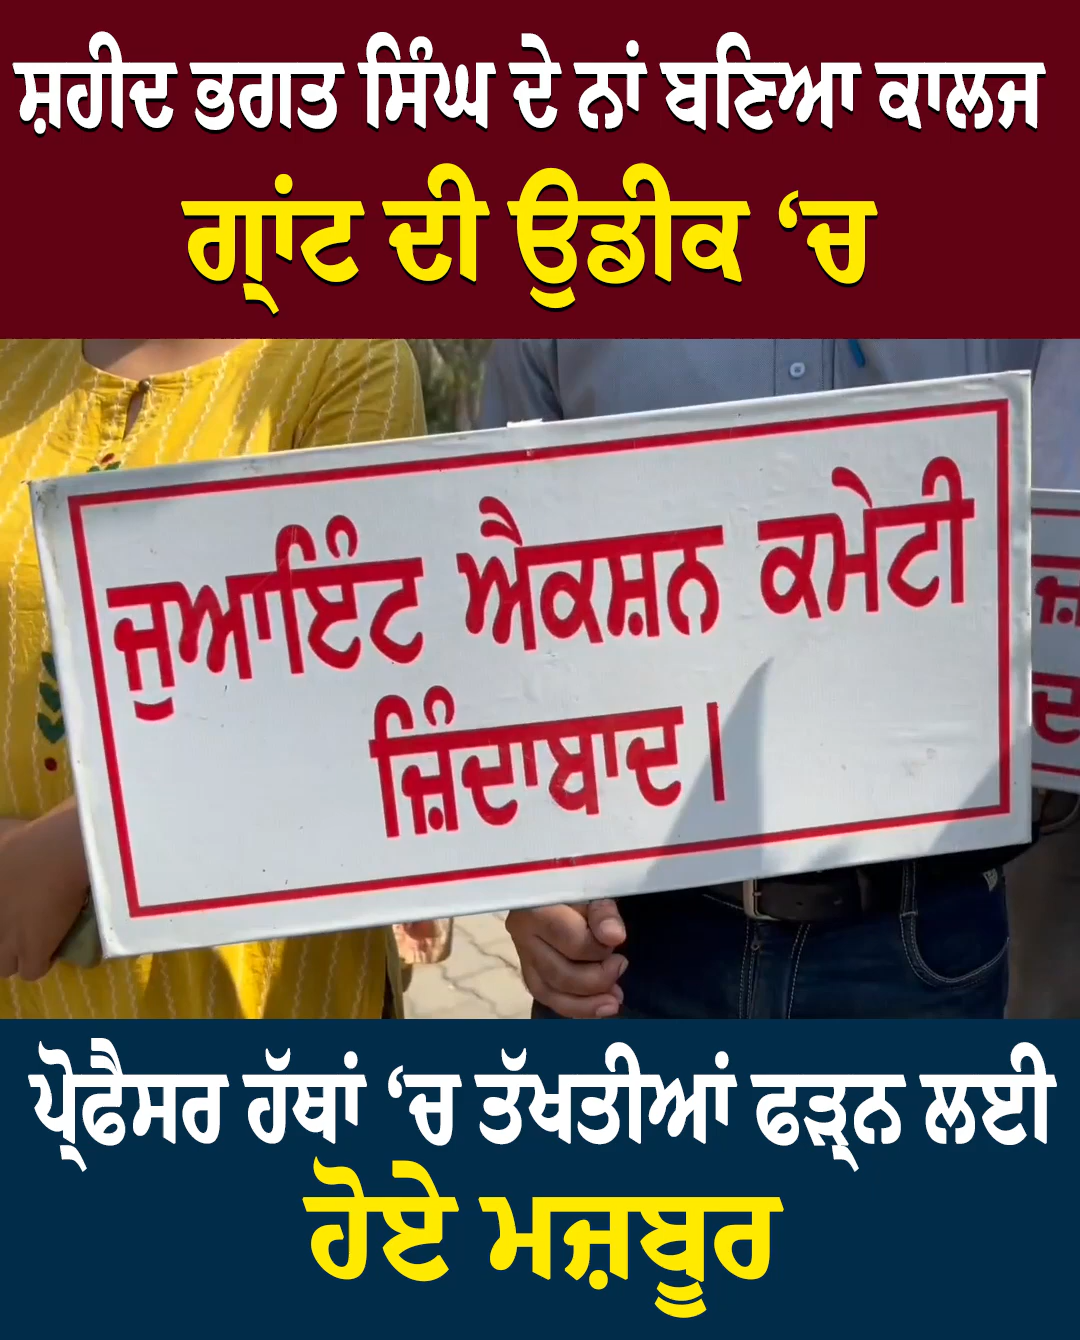 ਸ਼ਹੀਦ ਭਗਤ ਸਿੰਘ ਦੇ ਨਾਂ ਬਣਿਆ ਕਾਲਜ
ਗ੍ਰਾਂਟ ਦੀ ਉਡੀਕ ‘ਚ
ਜੁਆਇੰਟ ਐਕਸ਼ਨ ਕਮੇਟੀ
ਜ਼ਿੰਦਾਬਾਦ।
ਪ੍ਰੋਫੈਸਰ ਹੱਥਾਂ ‘ਚ ਤੱਖਤੀਆਂ ਫੜ੍ਹਨ ਲਈ
ਹੋਏ ਮਜ਼ਬੂਰ